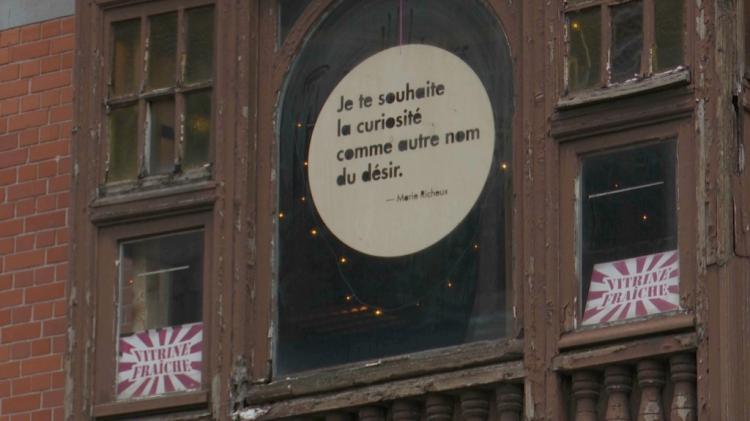 Je te souhaite
la curiosité
comme autre nom
du désir.
— Marie Richeux
VITRINE
FRAÎCHE
VITRINE
FRAÎCHE